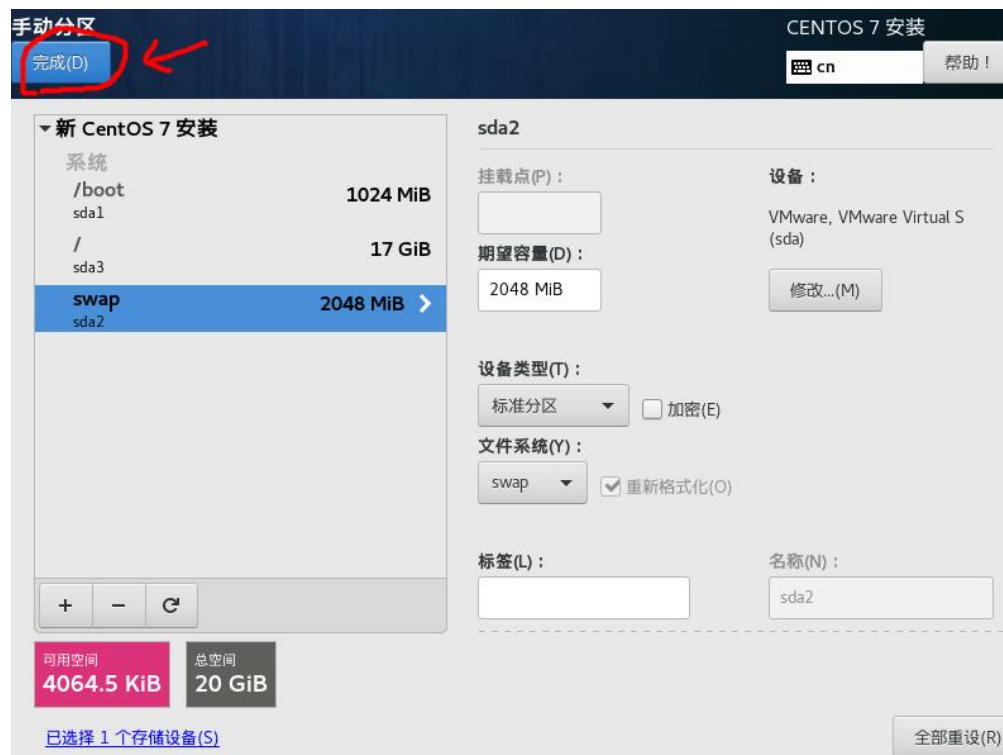 手动分区
CENTOS 7 安装
完成(D)
cn
帮助！
新 CentOS 7 安装
系统
/boot
1024 MiB
sda1
/
17 GiB
sda3
swap
2048 MiB
sda2
sda2
挂载点(P)：
设备：
VMware, VMware Virtual S
(sda)
期望容量(D)：
2048 MiB
修改...(M)
设备类型(T)：
标准分区
加密(E)
文件系统(Y)：
swap
重新格式化(O)
标签(L)：
名称(N)：
sda2
+ − 
可用空间
4064.5 KiB
总空间
20 GiB
已选择 1 个存储设备(S)
全部重设(R)